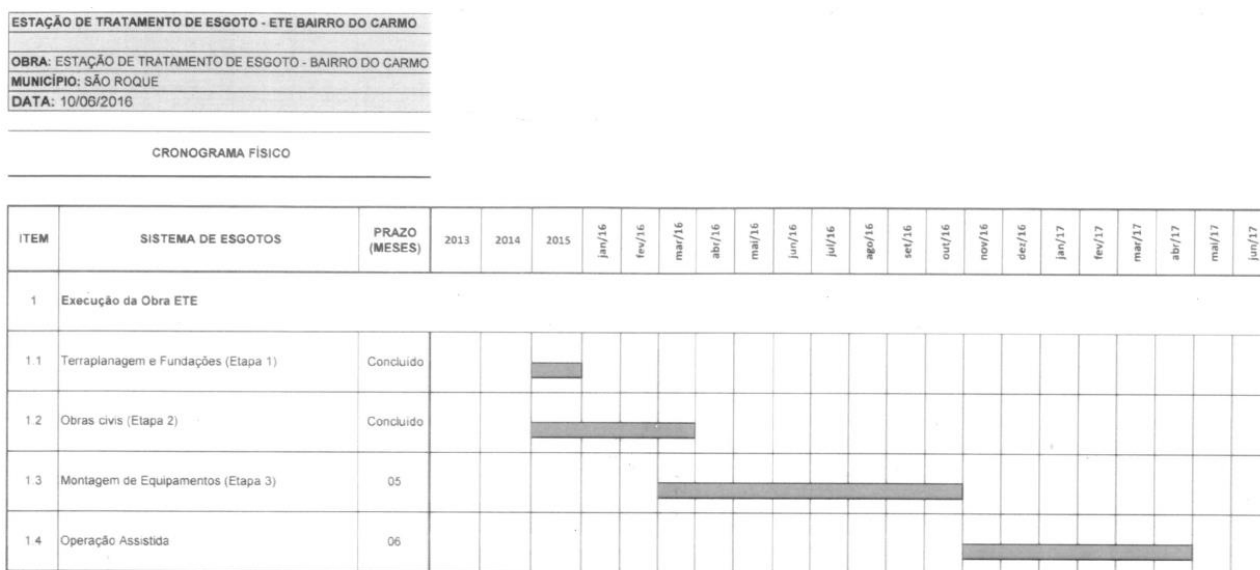 ESTAÇÃO DE TRATAMENTO DE ESGOTO - ETE BAIRRO DO CARMO
OBRA: ESTAÇÃO DE TRATAMENTO DE ESGOTO - BAIRRO DO CARMO
MUNICÍPIO: SÃO ROQUE
DATA: 10/06/2016
CRONOGRAMA FÍSICO
ITEM SISTEMA DE ESGOTOS PRAZO (MESES) 2013 2014 2015 jan/16 fev/16 mar/16 abr/16 mai/16 jun/16 jul/16 ago/16 set/16 out/16 nov/16 dez/16 jan/17 fev/17 mar/17 abr/17 mai/17 jun/17
1 Execução da Obra ETE
1.1 Terraplanagem e Fundações (Etapa 1) Concluído
1.2 Obras civis (Etapa 2) Concluído
1.3 Montagem de Equipamentos (Etapa 3) 05
1.4 Operação Assistida 06